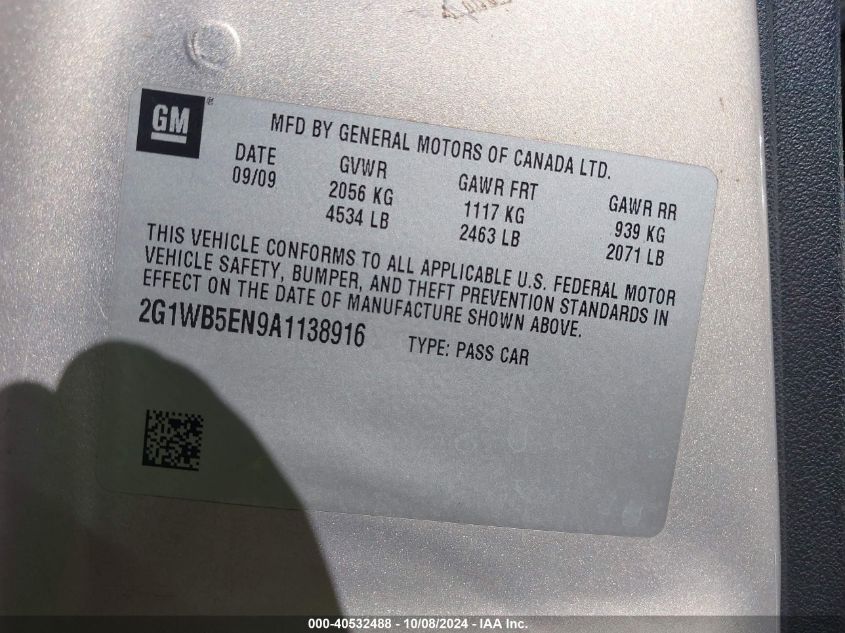 GM
MFD BY GENERAL MOTORS OF CANADA LTD.
DATE GVWR GAWR FRT GAWR RR
09/09 2056 KG 1117 KG 939 KG
4534 LB 2463 LB 2071 LB
THIS VEHICLE CONFORMS TO ALL APPLICABLE U.S. FEDERAL MOTOR
VEHICLE SAFETY, BUMPER, AND THEFT PREVENTION STANDARDS IN
EFFECT ON THE DATE OF MANUFACTURE SHOWN ABOVE.
2G1WB5EN9A1138916 TYPE: PASS CAR
000-40532488 - 10/08/2024 - IAA Inc.